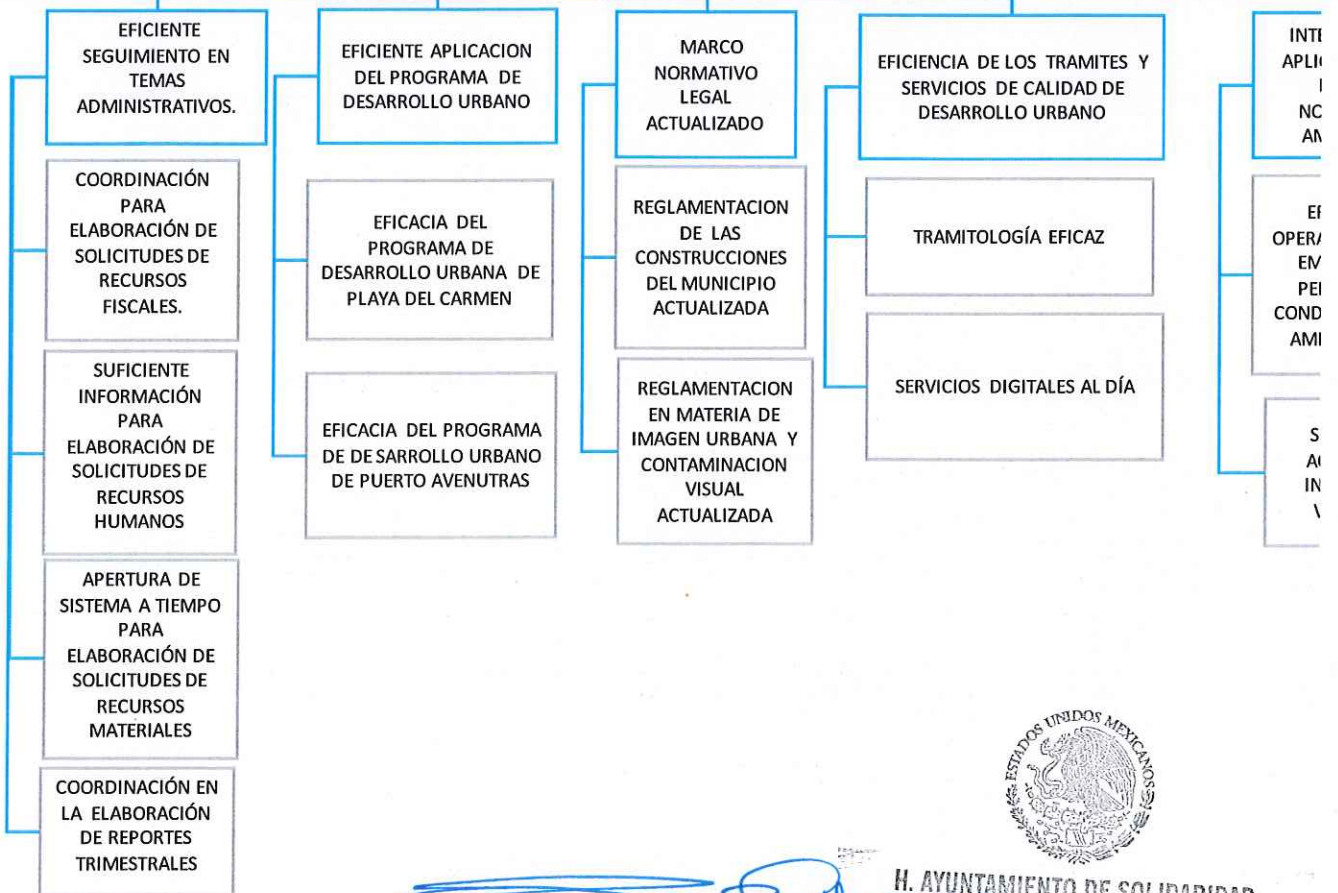 EFICIENTE
SEGUIMIENTO EN
TEMAS
ADMINISTRATIVOS.
COORDINACIÓN
PARA
ELABORACIÓN DE
SOLICITUDES DE
RECURSOS
FISCALES.
SUFICIENTE
INFORMACIÓN
PARA
ELABORACIÓN DE
SOLICITUDES DE
RECURSOS
HUMANOS
APERTURA DE
SISTEMA A TIEMPO
PARA
ELABORACIÓN DE
SOLICITUDES DE
RECURSOS
MATERIALES
COORDINACIÓN EN
LA ELABORACIÓN
DE REPORTES
TRIMESTRALES
EFICIENTE APLICACION
DEL PROGRAMA DE
DESARROLLO URBANO
EFICACIA DEL
PROGRAMA DE
DESARROLLO URBANA DE
PLAYA DEL CARMEN
EFICACIA DEL PROGRAMA
DE DE SARROLLO URBANO
DE PUERTO AVENUTRAS
MARCO
NORMATIVO
LEGAL
ACTUALIZADO
REGLAMENTACION
DE LAS
CONSTRUCCIONES
DEL MUNICIPIO
ACTUALIZADA
REGLAMENTACION
EN MATERIA DE
IMAGEN URBANA Y
CONTAMINACION
VISUAL
ACTUALIZADA
EFICIENCIA DE LOS TRAMITES Y
SERVICIOS DE CALIDAD DE
DESARROLLO URBANO
TRAMITOLOGÍA EFICAZ
SERVICIOS DIGITALES AL DÍA
ESTADOS UNIDOS MEXICANOS
H. AYUNTAMIENTO DE SOLIDARIDAD